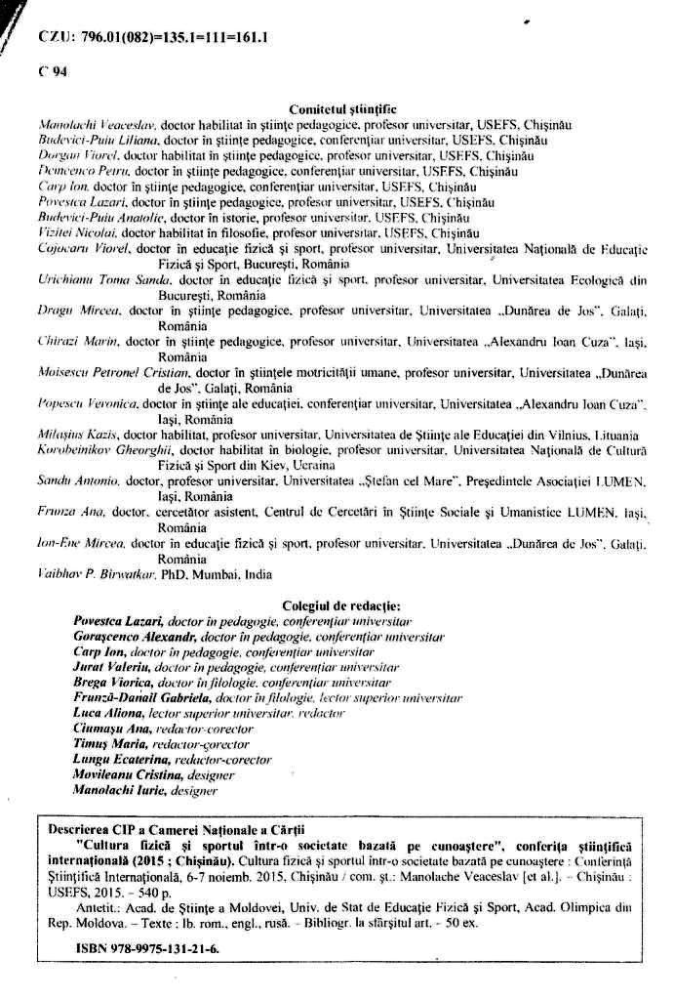 CZU: 796.01(082)=135.1=111=161.1
C 94
Comitetul ştiinţific
Manolachi Veaceslav, doctor habilitat în ştiinţe pedagogice, profesor universitar, USEFS, Chişinău
Budevici-Puiu Liliana, doctor în ştiinţe pedagogice, conferenţiar universitar, USEFS, Chişinău
Dorgan Viorel, doctor habilitat în ştiinţe pedagogice, profesor universitar, USEFS, Chişinău
Demcenco Petru, doctor în ştiinţe pedagogice, conferenţiar universitar, USEFS, Chişinău
Carp Ion, doctor în ştiinţe pedagogice, conferenţiar universitar, USEFS, Chişinău
Povestca Lazari, doctor în ştiinţe pedagogice, profesor universitar, USEFS, Chişinău
Budevici-Puiu Anatolie, doctor în istorie, profesor universitar, USEFS, Chişinău
Vizitei Nicolai, doctor habilitat în filosofie, profesor universitar, USEFS, Chişinău
Cojocaru Viorel, doctor în educaţie fizică şi sport, profesor universitar, Universitatea Naţională de Educaţie
Fizică şi Sport, Bucureşti, România
Urichianu Toma Sanda, doctor în educaţie fizică şi sport, profesor universitar, Universitatea Ecologică din
Bucureşti, România
Dragu Mircea, doctor în ştiinţe pedagogice, profesor universitar, Universitatea „Dunărea de Jos”, Galaţi,
România
Chirazi Marin, doctor în ştiinţe pedagogice, profesor universitar, Universitatea „Alexandru Ioan Cuza”, Iaşi,
România
Moisescu Petronel Cristian, doctor în ştiinţele motricităţii umane, profesor universitar, Universitatea „Dunărea
de Jos”, Galaţi, România
Popescu Veronica, doctor în ştiinţe ale educaţiei, conferenţiar universitar, Universitatea „Alexandru Ioan Cuza”,
Iaşi, România
Milaşius Kazis, doctor habilitat, profesor universitar, Universitatea de Ştiinţe ale Educaţiei din Vilnius, Lituania
Korobeinikov Gheorghii, doctor habilitat în biologie, profesor universitar, Universitatea Naţională de Cultură
Fizică şi Sport din Kiev, Ucraina
Sandu Antonio, doctor, profesor universitar, Universitatea „Ştefan cel Mare”, Preşedintele Asociaţiei LUMEN,
Iaşi, România
Frunza Ana, doctor, cercetător asistent, Centrul de Cercetări în Ştiinţe Sociale şi Umanistice LUMEN, Iaşi,
România
Ion-Ene Mircea, doctor în educaţie fizică şi sport, profesor universitar, Universitatea „Dunărea de Jos”, Galaţi,
România
Vaibhav P. Birwatkar, PhD, Mumbai, India
Colegiul de redacţie:
Povestca Lazari, doctor în pedagogie, conferenţiar universitar
Goraşcenco Alexandr, doctor în pedagogie, conferenţiar universitar
Carp Ion, doctor în pedagogie, conferenţiar universitar
Jurat Valeriu, doctor în pedagogie, conferenţiar universitar
Brega Viorica, doctor în filologie, conferenţiar universitar
Frunză-Danail Gabriela, doctor în filologie, lector superior universitar
Luca Aliona, lector superior universitar, redactor
Ciumaşu Ana, redactor-corector
Timuş Maria, redactor-corector
Lungu Ecaterina, redactor-corector
Movileanu Cristina, designer
Manolachi Iurie, designer
Descrierea CIP a Camerei Naţionale a Cărţii
"Cultura fizică şi sportul într-o societate bazată pe cunoaştere", conferiţa ştiinţifică
internaţională (2015 ; Chişinău). Cultura fizică şi sportul într-o societate bazată pe cunoaştere : Conferinţă
Ştiinţifică Internaţională, 6-7 noiemb. 2015, Chişinău / com. şt.: Manolache Veaceslav [et al.]. – Chişinău :
USEFS, 2015. – 540 p.
Antetit.: Acad. de Ştiinţe a Moldovei, Univ. de Stat de Educaţie Fizică şi Sport, Acad. Olimpica din
Rep. Moldova. – Texte : lb. rom., engl., rusă. – Bibliogr. la sfârşitul art. – 50 ex.
ISBN 978-9975-131-21-6.